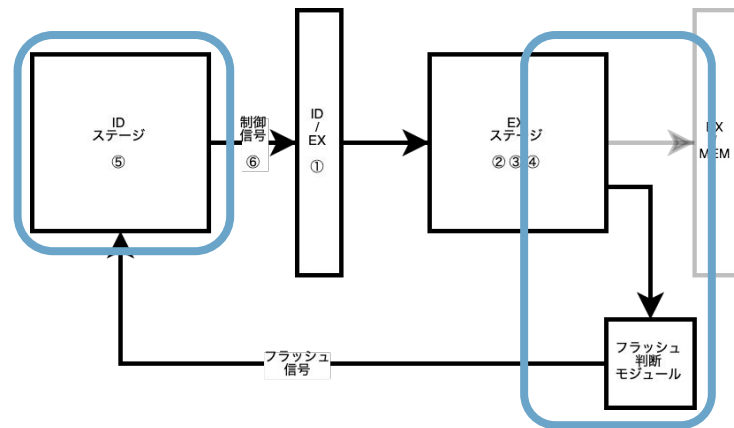 ID
ステージ
⑤
制御
信号
⑥
ID
/
EX
①
EX
ステージ
②③④
EX
MEM
フラッシュ
判断
モジュール
フラッシュ
信号